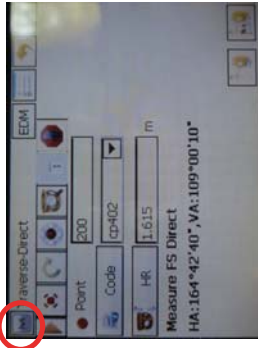 Traverse-Direct
EDM
Point
200
Code
cp402
HR
1.615
m
Measure FS Direct
HA:164°42'40", VA:109°00'10"